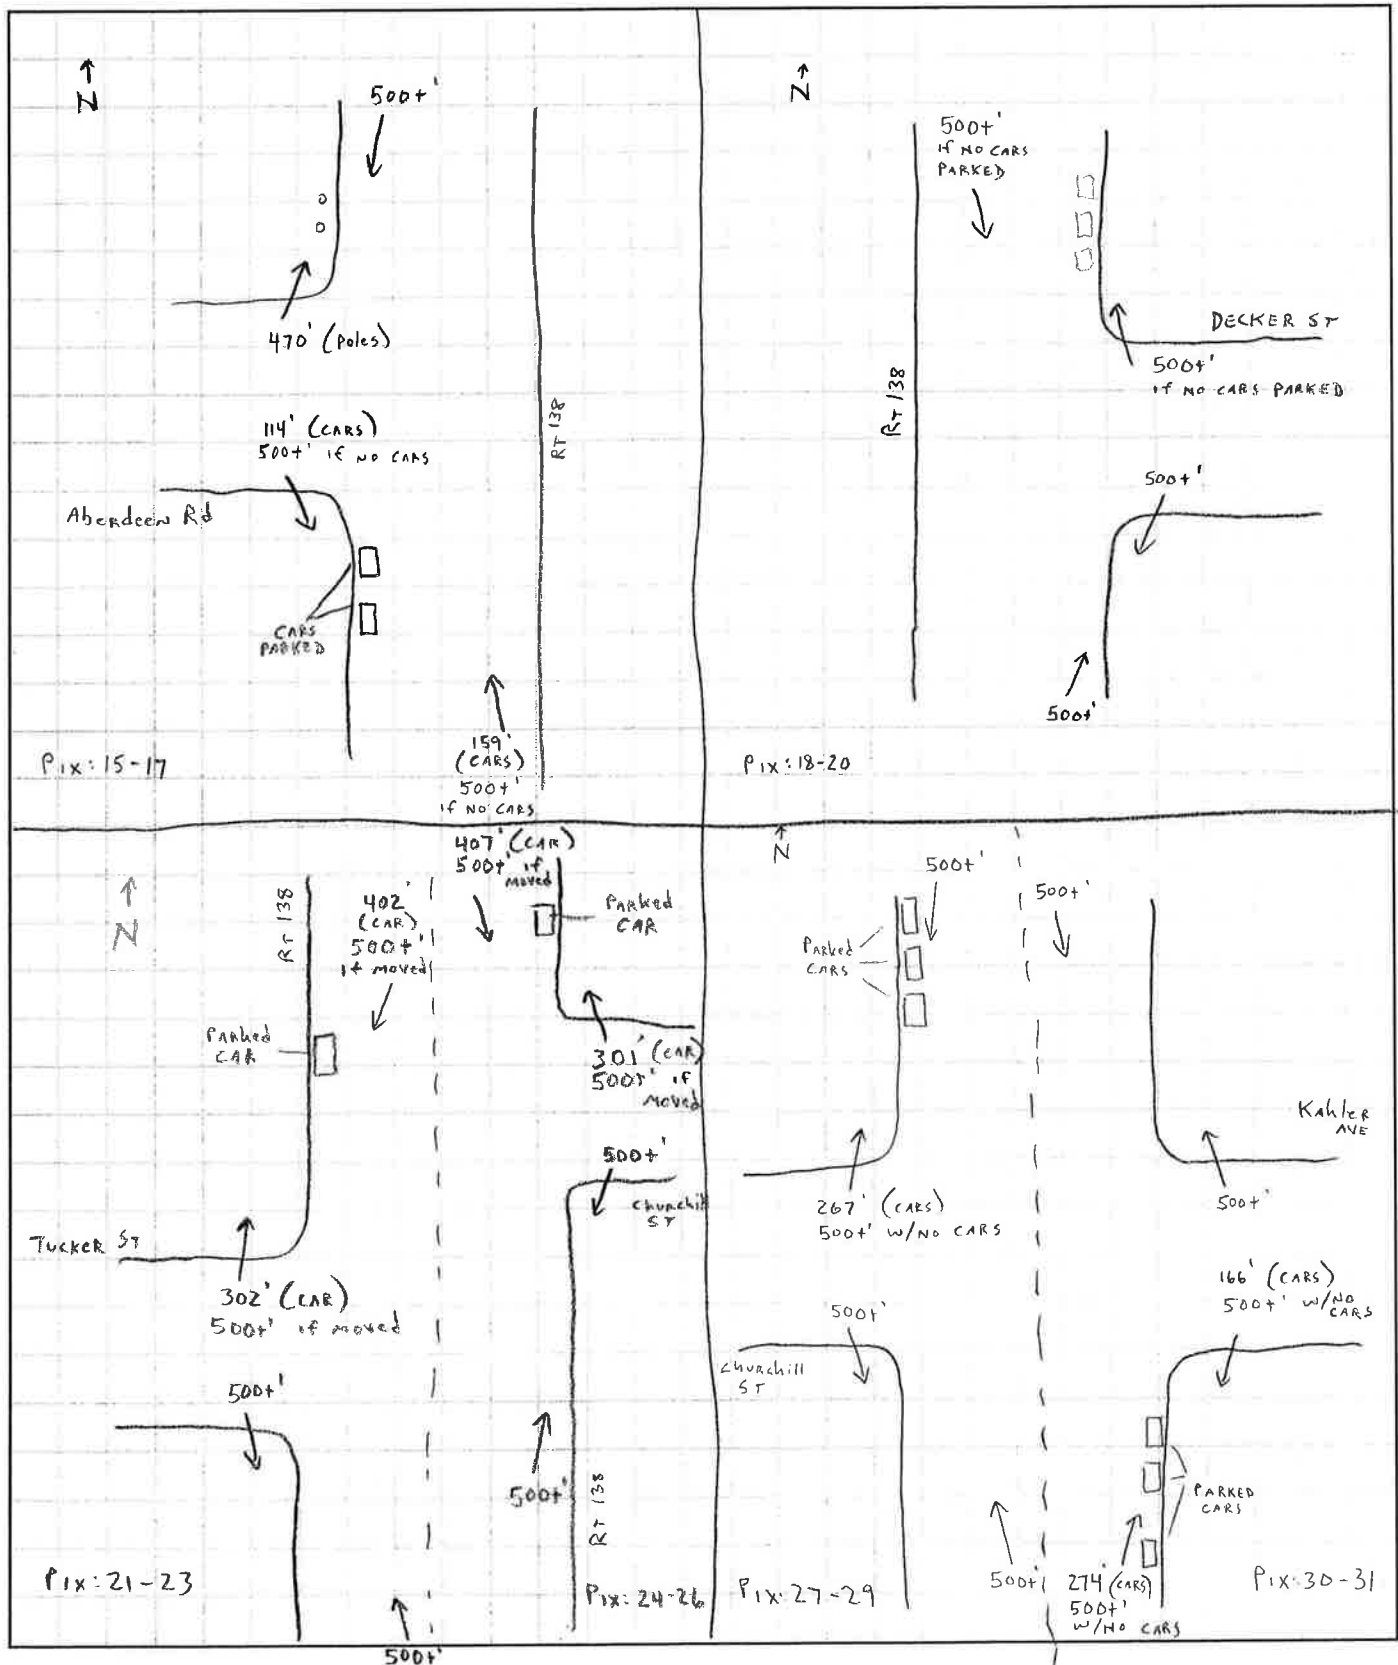 N
500+'
470' (Poles)
114' (CARS)
500+' if NO CARS
Aberdeen Rd
CARS
PARKED
RT 138
159'
(CARS)
500+'
if NO CARS
Pix: 15-17
N
500+'
if NO CARS
PARKED
DECKER ST
500+'
if NO CARS PARKED
RT 138
500+'
500+'
Pix: 18-20
N
RT 138
402'
(CAR)
500+'
if moved
PARKED
CAR
TUCKER ST
302' (CAR)
500+' if moved
500+'
Pix: 21-23
500+'
407' (CAR)
500+' if
moved
PARKED
CAR
301' (CAR)
500+' if
moved
500+'
Churchill
ST
500+'
RT 138
Pix: 24-26
N
500+'
Parked
CARS
267' (CARS)
500+' W/NO CARS
500+'
Churchill
ST
500+'
Pix: 27-29
500+'
Kahler
AVE
500+'
166' (CARS)
500+' W/NO
CARS
PARKED
CARS
274' (CARS)
500+'
W/NO CARS
Pix: 30-31